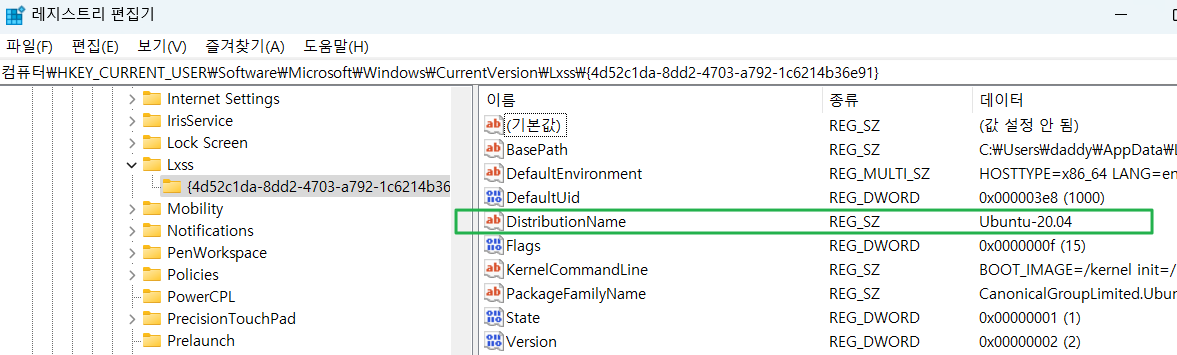 레지스트리 편집기
파일(F) 편집(E) 보기(V) 즐겨찾기(A) 도움말(H)
컴퓨터₩HKEY_CURRENT_USER₩Software₩Microsoft₩Windows₩CurrentVersion₩Lxss₩{4d52c1da-8dd2-4703-a792-1c6214b36e91}
Internet Settings
IrisService
Lock Screen
Lxss
{4d52c1da-8dd2-4703-a792-1c6214b36
Mobility
Notifications
PenWorkspace
Policies
PowerCPL
PrecisionTouchPad
Prelaunch
이름 종류 데이터
(기본값) REG_SZ (값 설정 안 됨)
BasePath REG_SZ C:₩Users₩daddy₩AppData₩L
DefaultEnvironment REG_MULTI_SZ HOSTTYPE=x86_64 LANG=en
DefaultUid REG_DWORD 0x000003e8 (1000)
DistributionName REG_SZ Ubuntu-20.04
Flags REG_DWORD 0x0000000f (15)
KernelCommandLine REG_SZ BOOT_IMAGE=/kernel init=/
PackageFamilyName REG_SZ CanonicalGroupLimited.Ubun
State REG_DWORD 0x00000001 (1)
Version REG_DWORD 0x00000002 (2)